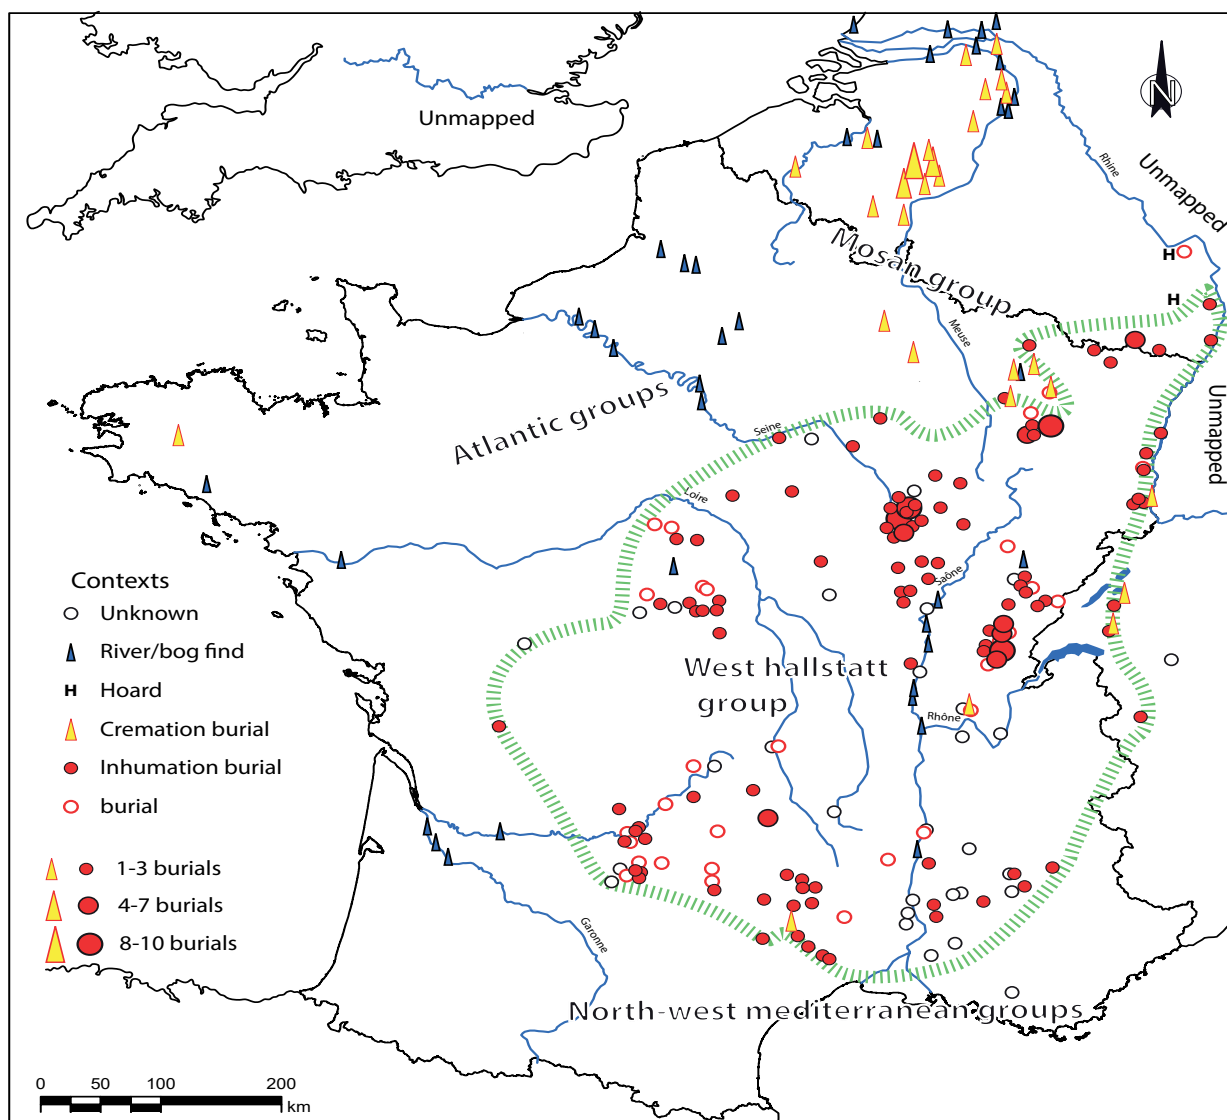 N
Unmapped
Rhine
Unmapped
H
H
Mosan group
Meuse
Unmapped
Atlantic groups
Seine
Loire
Saône
Contexts
Unknown
River/bog find
H Hoard
Cremation burial
Inhumation burial
burial
West hallstatt
group
Rhône
1-3 burials
4-7 burials
8-10 burials
Garonne
North-west mediterranean groups
0 50 100 200
km